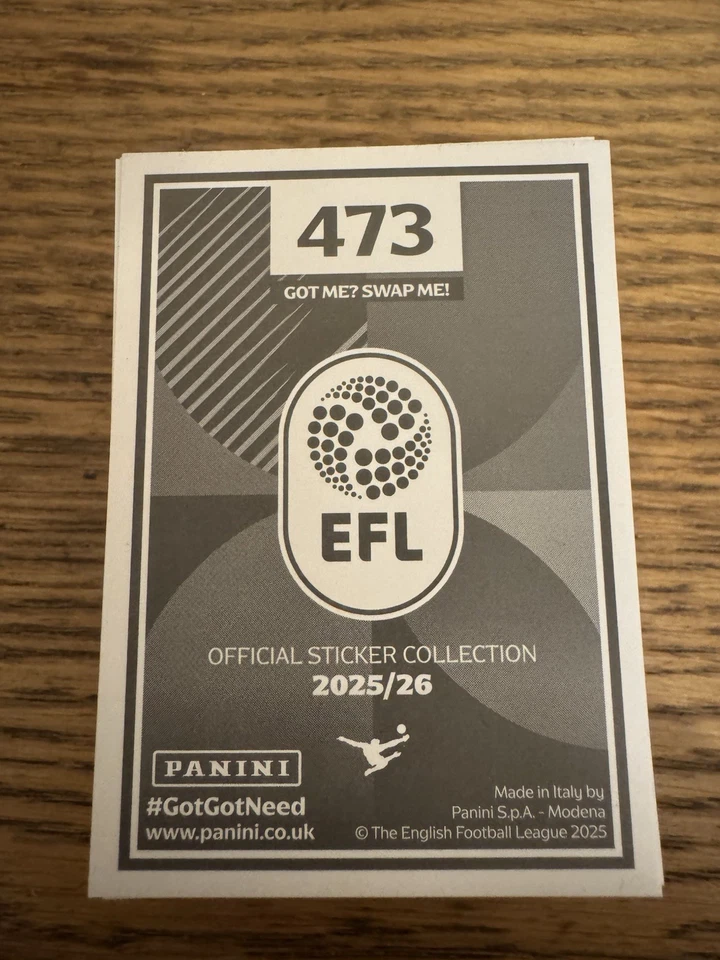 473
GOT ME? SWAP ME!
EFL
OFFICIAL STICKER COLLECTION
2025/26
PANINI
#GotGotNeed
www.panini.co.uk
Made in Italy by
Panini S.p.A. - Modena
© The English Football League 2025